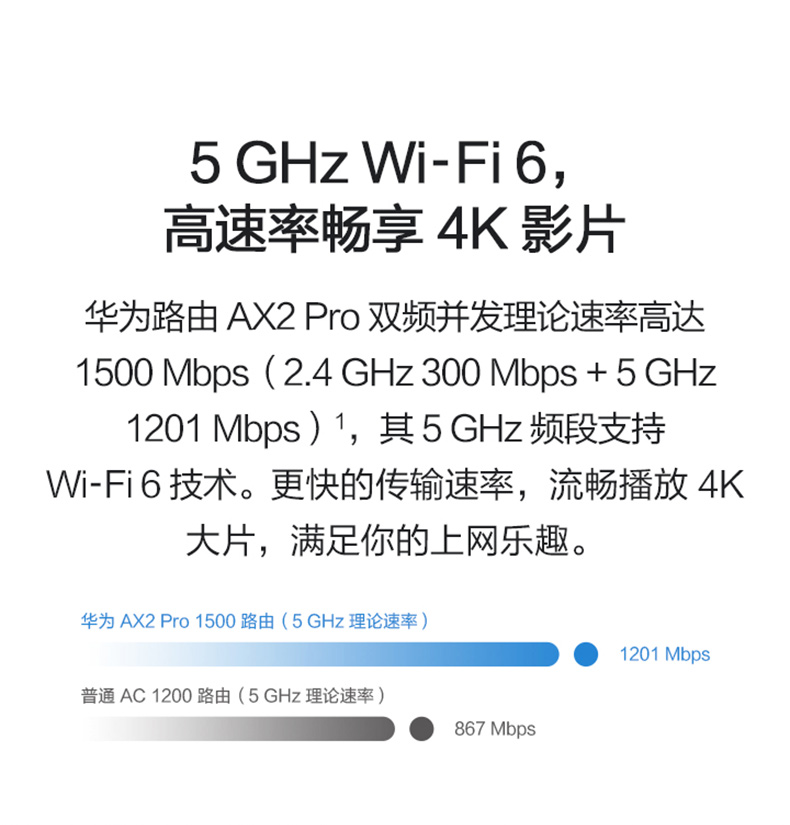 5 GHz Wi-Fi 6,
高速率畅享 4K 影片
华为路由 AX2 Pro 双频并发理论速率高达
1500 Mbps（2.4 GHz 300 Mbps + 5 GHz
1201 Mbps）¹，其 5 GHz 频段支持
Wi-Fi 6 技术。更快的传输速率，流畅播放 4K
大片，满足你的上网乐趣。
华为 AX2 Pro 1500 路由（5 GHz 理论速率）
1201 Mbps
普通 AC 1200 路由（5 GHz 理论速率）
867 Mbps